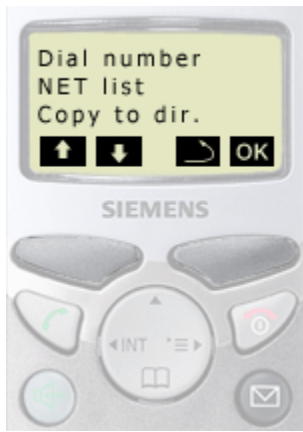 Dial number
NET list
Copy to dir.
OK
SIEMENS
INT